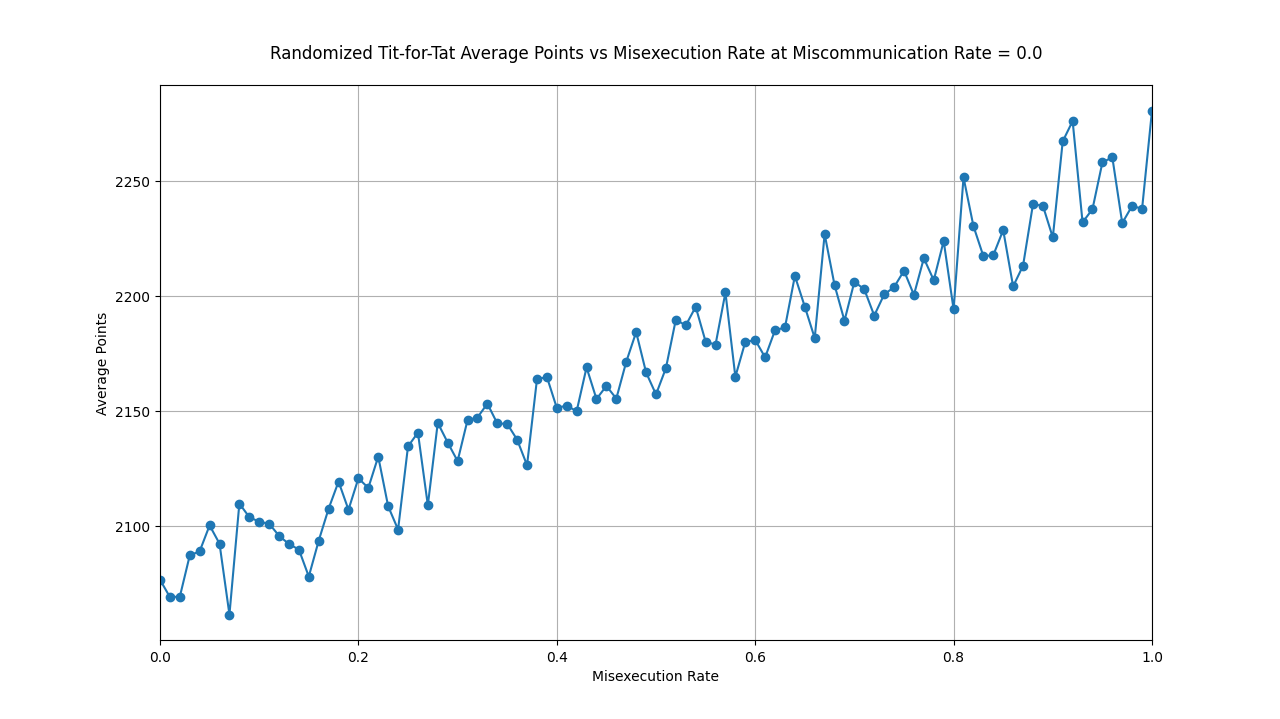 Randomized Tit-for-Tat Average Points vs Misexecution Rate at Miscommunication Rate = 0.0
2250
2200
2150
2100
Average Points
0.0 0.2 0.4 0.6 0.8 1.0
Misexecution Rate